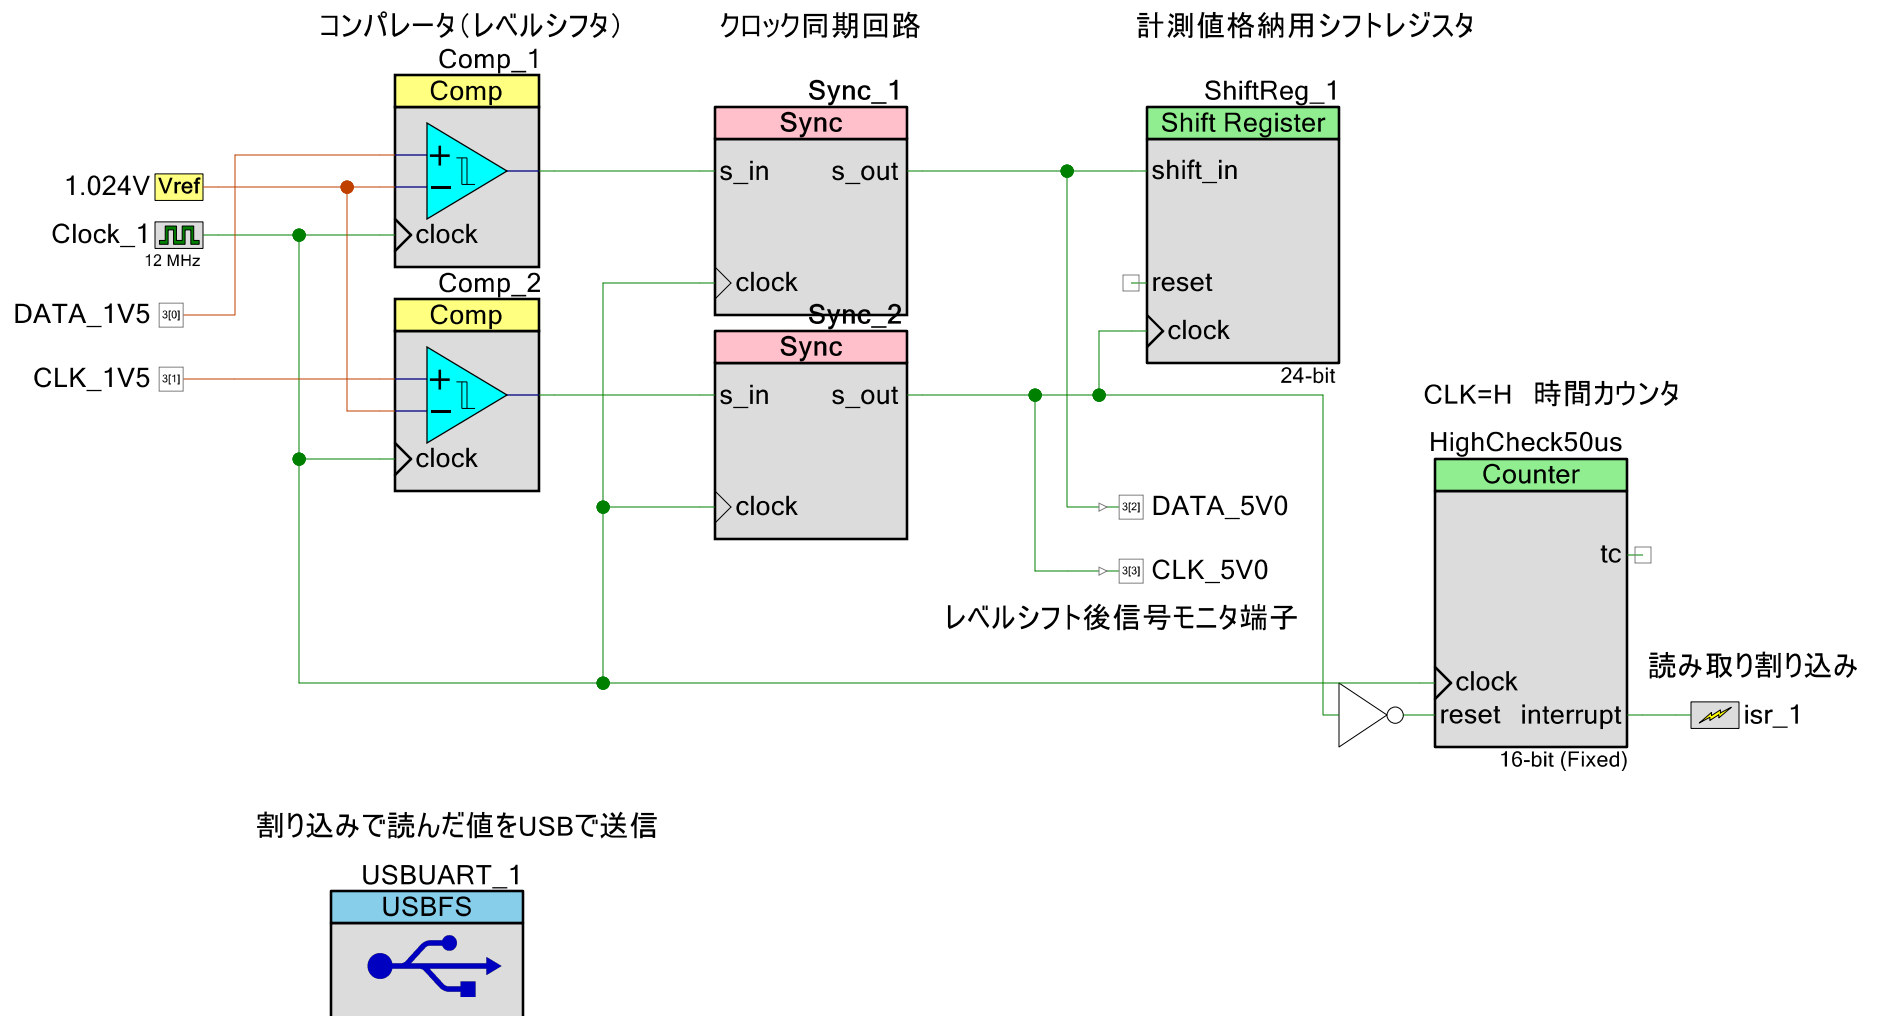 コンパレータ(レベルシフタ)
クロック同期回路
計測値格納用シフトレジスタ
Comp_1
Comp
clock
1.024V
Vref
Clock_1
12 MHz
DATA_1V5
3[0]
CLK_1V5
3[1]
Comp_2
Comp
clock
Sync_1
Sync
s_in
s_out
clock
Sync_2
Sync
s_in
s_out
clock
ShiftReg_1
Shift Register
shift_in
reset
clock
24-bit
3[2]
DATA_5V0
3[3]
CLK_5V0
レベルシフト後信号モニタ端子
CLK=H 時間カウンタ
HighCheck50us
Counter
tc
clock
reset
interrupt
16-bit (Fixed)
読み取り割り込み
isr_1
割り込みで読んだ値をUSBで送信
USBUART_1
USBFS